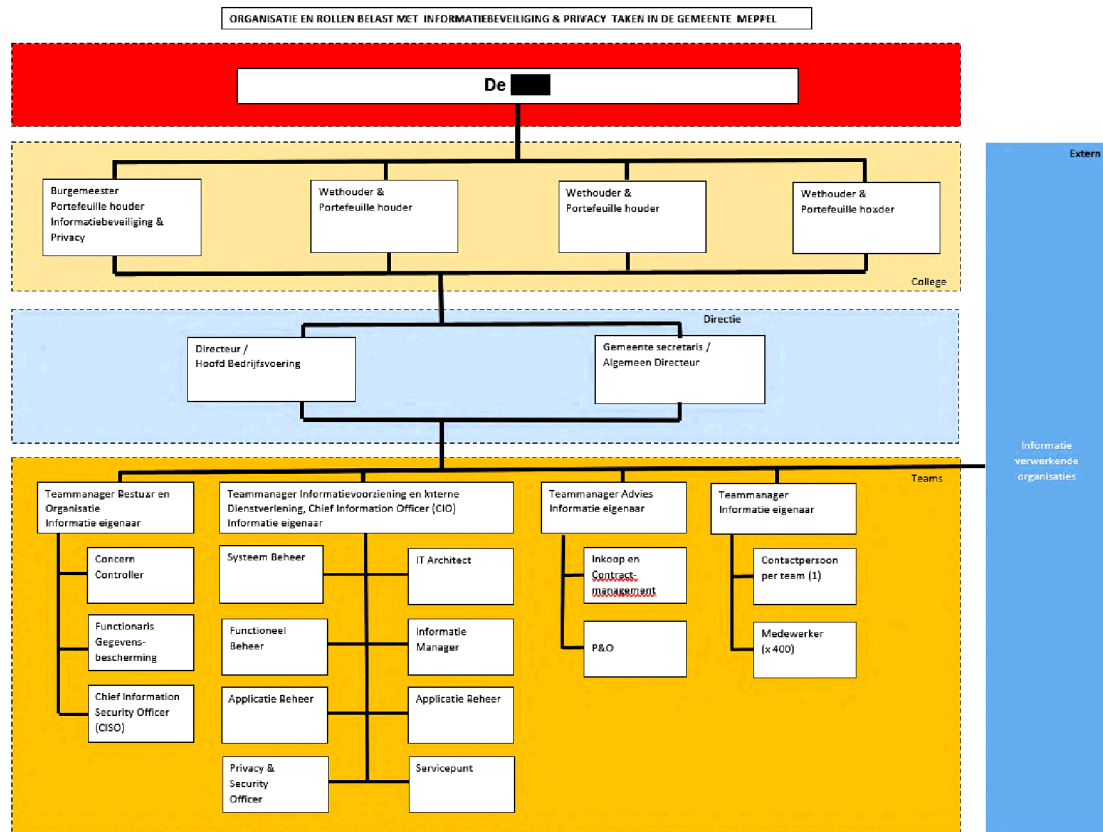 ORGANISATIE EN ROLLEN BELAST MET INFORMATIEBEVEILIGING & PRIVACY TAKEN IN DE GEMEENTE MEPPEL
De
Extern
Burgemeester
Portefeuille houder
Informatiebeveiliging &
Privacy
Wethouder &
Portefeuille houder
Wethouder &
Portefeuille houder
Wethouder &
Portefeuille houder
College
Directie
Directeur /
Hoofd Bedrijfsvoering
Gemeente secretaris /
Algemeen Directeur
Informatie
verwerkende
organisaties
Teams
Teammanager Bestuur en
Organisatie
Informatie eigenaar
Concern
Controller
Functionaris
Gegevens-
bescherming
Chief Information
Security Officer
(CISO)
Teammanager Informatievoorziening en Interne
Dienstverlening, Chief Information Officer (CIO)
Informatie eigenaar
Systeem Beheer
IT Architect
Functioneel
Beheer
Informatie
Manager
Applicatie Beheer
Applicatie Beheer
Privacy &
Security
Officer
Servicepunt
Teammanager Advies
Informatie eigenaar
Inkoop en
Contract-
management
P&O
Teammanager
Informatie eigenaar
Contactpersoon
per team (1)
Medewerker
(x 400)